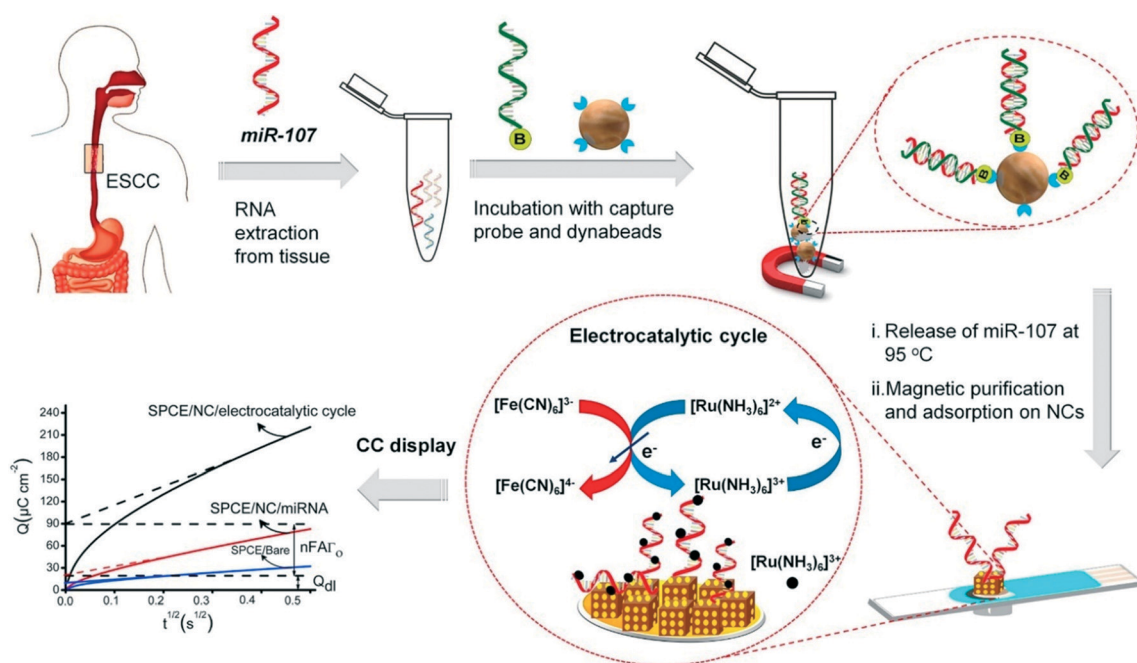 miR-107
ESCC
RNA
extraction
from tissue
B
Incubation with capture
probe and dynabeads
B
B
B
i. Release of miR-107 at
95 °C
ii.Magnetic purification
and adsorption on NCs
Electrocatalytic cycle
[Fe(CN)6]3-
[Ru(NH3)6]2+
e-
e-
[Fe(CN)6]4-
[Ru(NH3)6]3+
[Ru(NH3)6]3+
CC display
SPCE/NC/electrocatalytic cycle
SPCE/NC/miRNA
SPCE/Bare
nFAΓo
Qdl
Q(µC cm-2)
240
210
180
150
120
90
60
30
0
0.0
0.1
0.2
0.3
0.4
0.5
t1/2(s1/2)